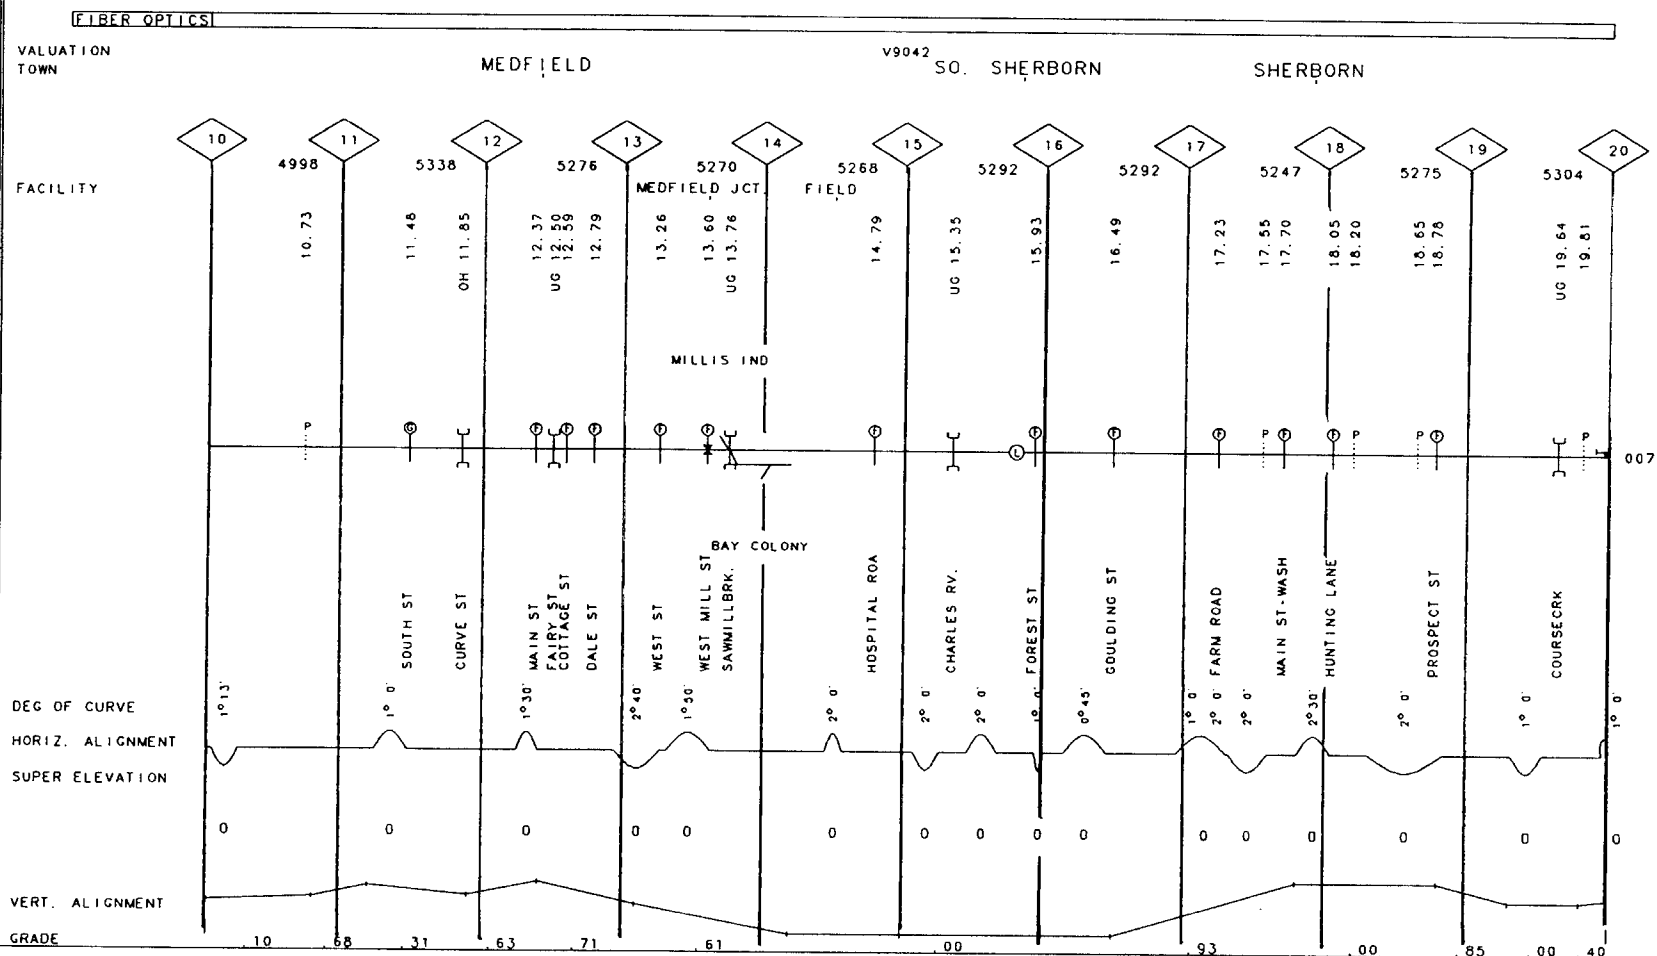 FIBER OPTICS
VALUATION V9042
TOWN MEDFIELD SO. SHERBORN SHERBORN
10 11 12 13 14 15 16 17 18 19 20
4998 5338 5276 5270 5268 5292 5292 5247 5275 5304
FACILITY MEDFIELD JCT. FIELD
10.73 11.48 OH 11.85 12.37 UG 12.50 12.59 12.79 13.26 13.60 UG 13.76 14.79 UG 15.35 15.93 16.49 17.23 17.55 17.70 18.05 18.20 18.65 18.78 UG 19.64 19.81
MILLIS IND
P G F F F F F F L F F F P F F P P F P
007
BAY COLONY
SOUTH ST CURVE ST MAIN ST FAIRY ST COTTAGE ST DALE ST WEST ST WEST MILL ST SAWMILLBRK. HOSPITAL ROA CHARLES RV. FOREST ST GOULDING ST FARM ROAD MAIN ST-WASH HUNTING LANE PROSPECT ST COURSECRK
DEG OF CURVE 1°13' 1° 0' 1°30' 2°40' 1°50' 2° 0' 2° 0' 2° 0' 1° 0' 0°45' 1° 0' 2° 0' 2° 0' 2°30' 2° 0' 1° 0' 1° 0'
HORIZ. ALIGNMENT
SUPER ELEVATION
0 0 0 0 0 0 0 0 0 0 0 0 0 0 0 0
VERT. ALIGNMENT
GRADE .10 .68 .31 .63 .71 .61 .00 .93 .00 .85 .00 .40